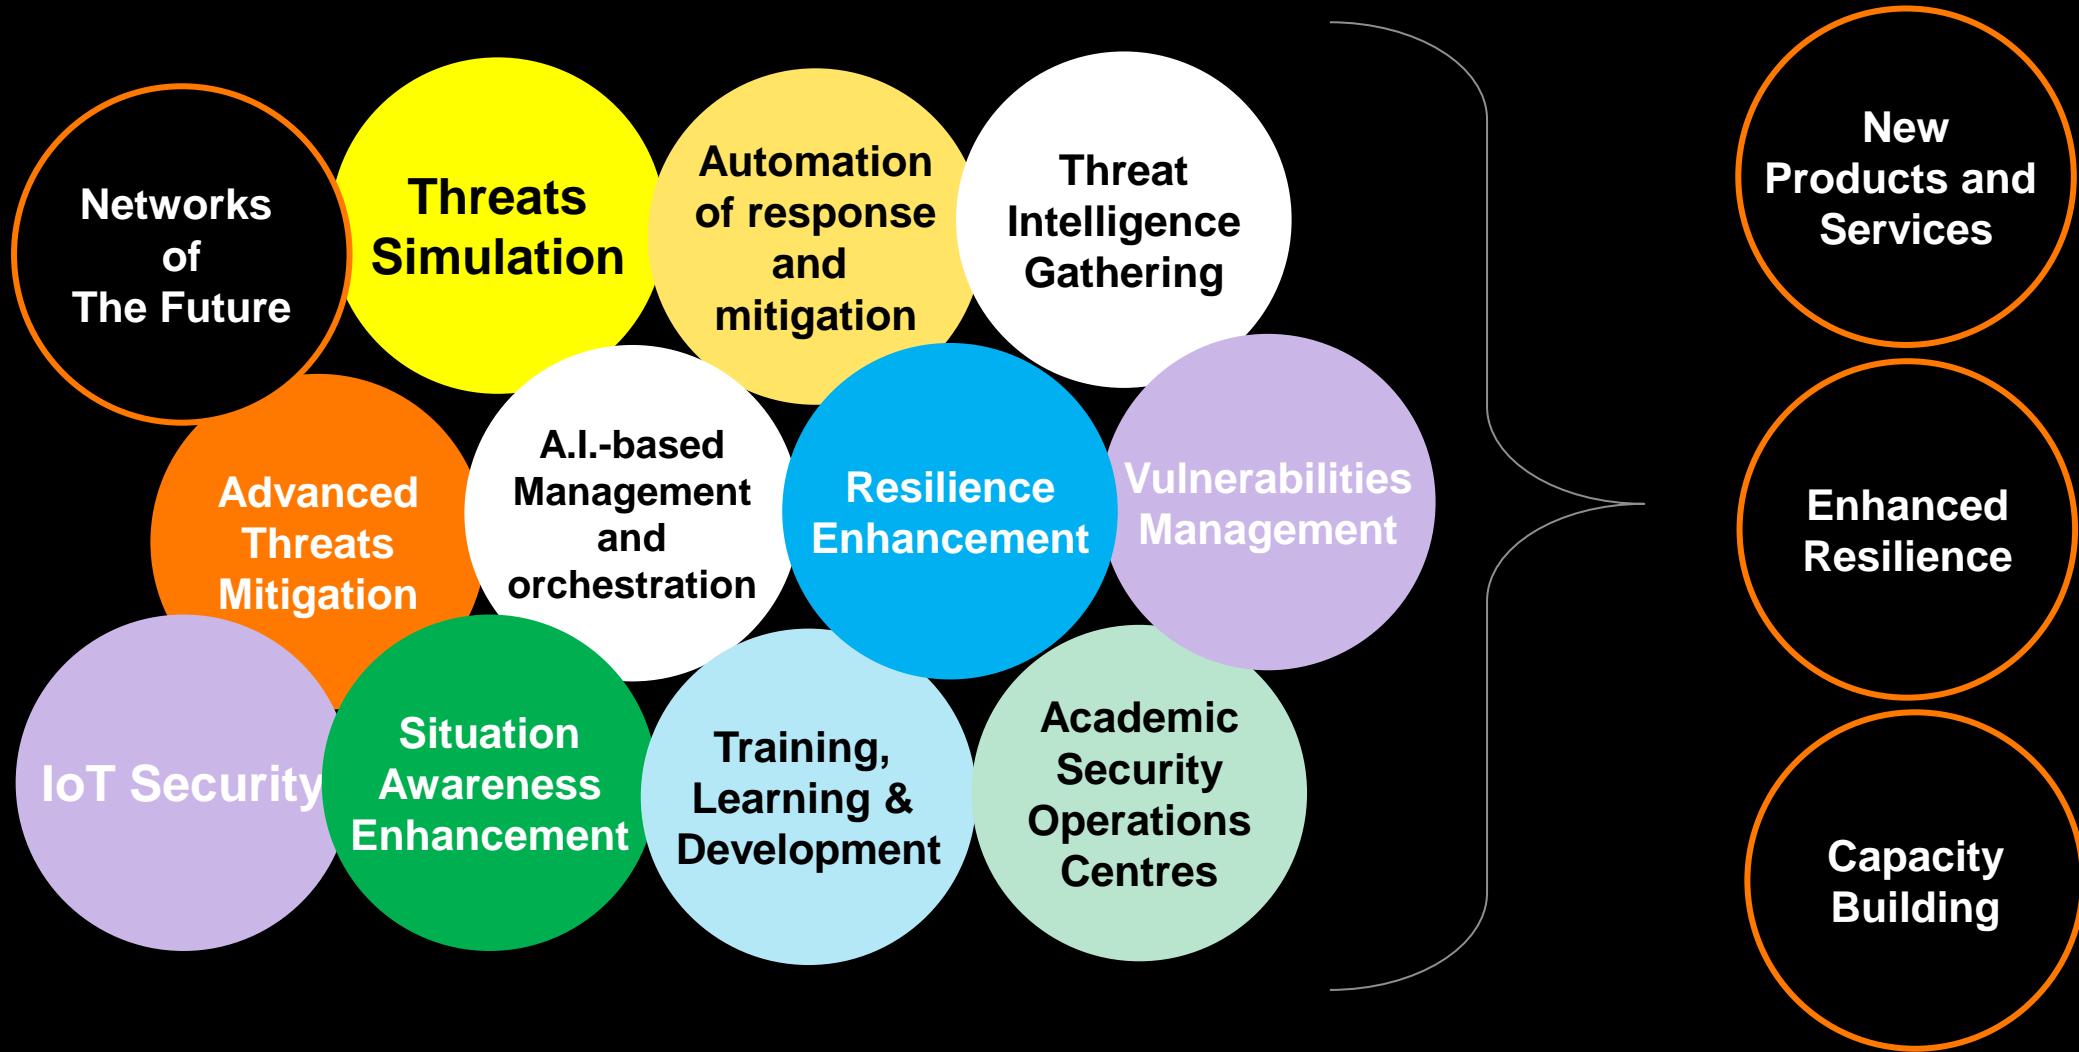 Networks
of
The Future
Threats
Simulation
Automation
of response
and
mitigation
Threat
Intelligence
Gathering
Advanced
Threats
Mitigation
A.I.-based
Management
and
orchestration
Resilience
Enhancement
Vulnerabilities
Management
IoT Security
Situation
Awareness
Enhancement
Training,
Learning &
Development
Academic
Security
Operations
Centres
New
Products and
Services
Enhanced
Resilience
Capacity
Building